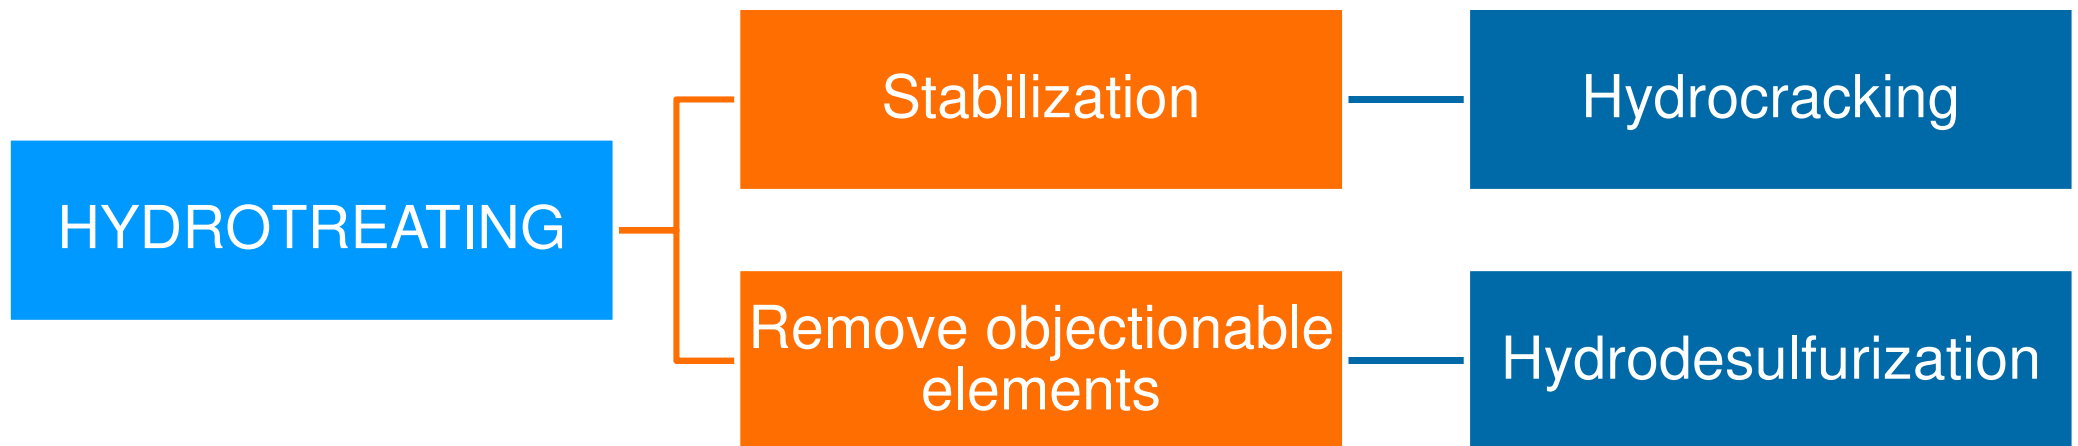 HYDROTREATING
Stabilization
Hydrocracking
Remove objectionable
elements
Hydrodesulfurization